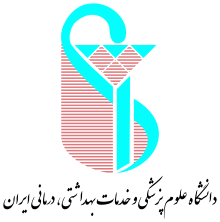 دانشگاه علوم پزشکی و خدمات بهداشتی، درمانی ایران